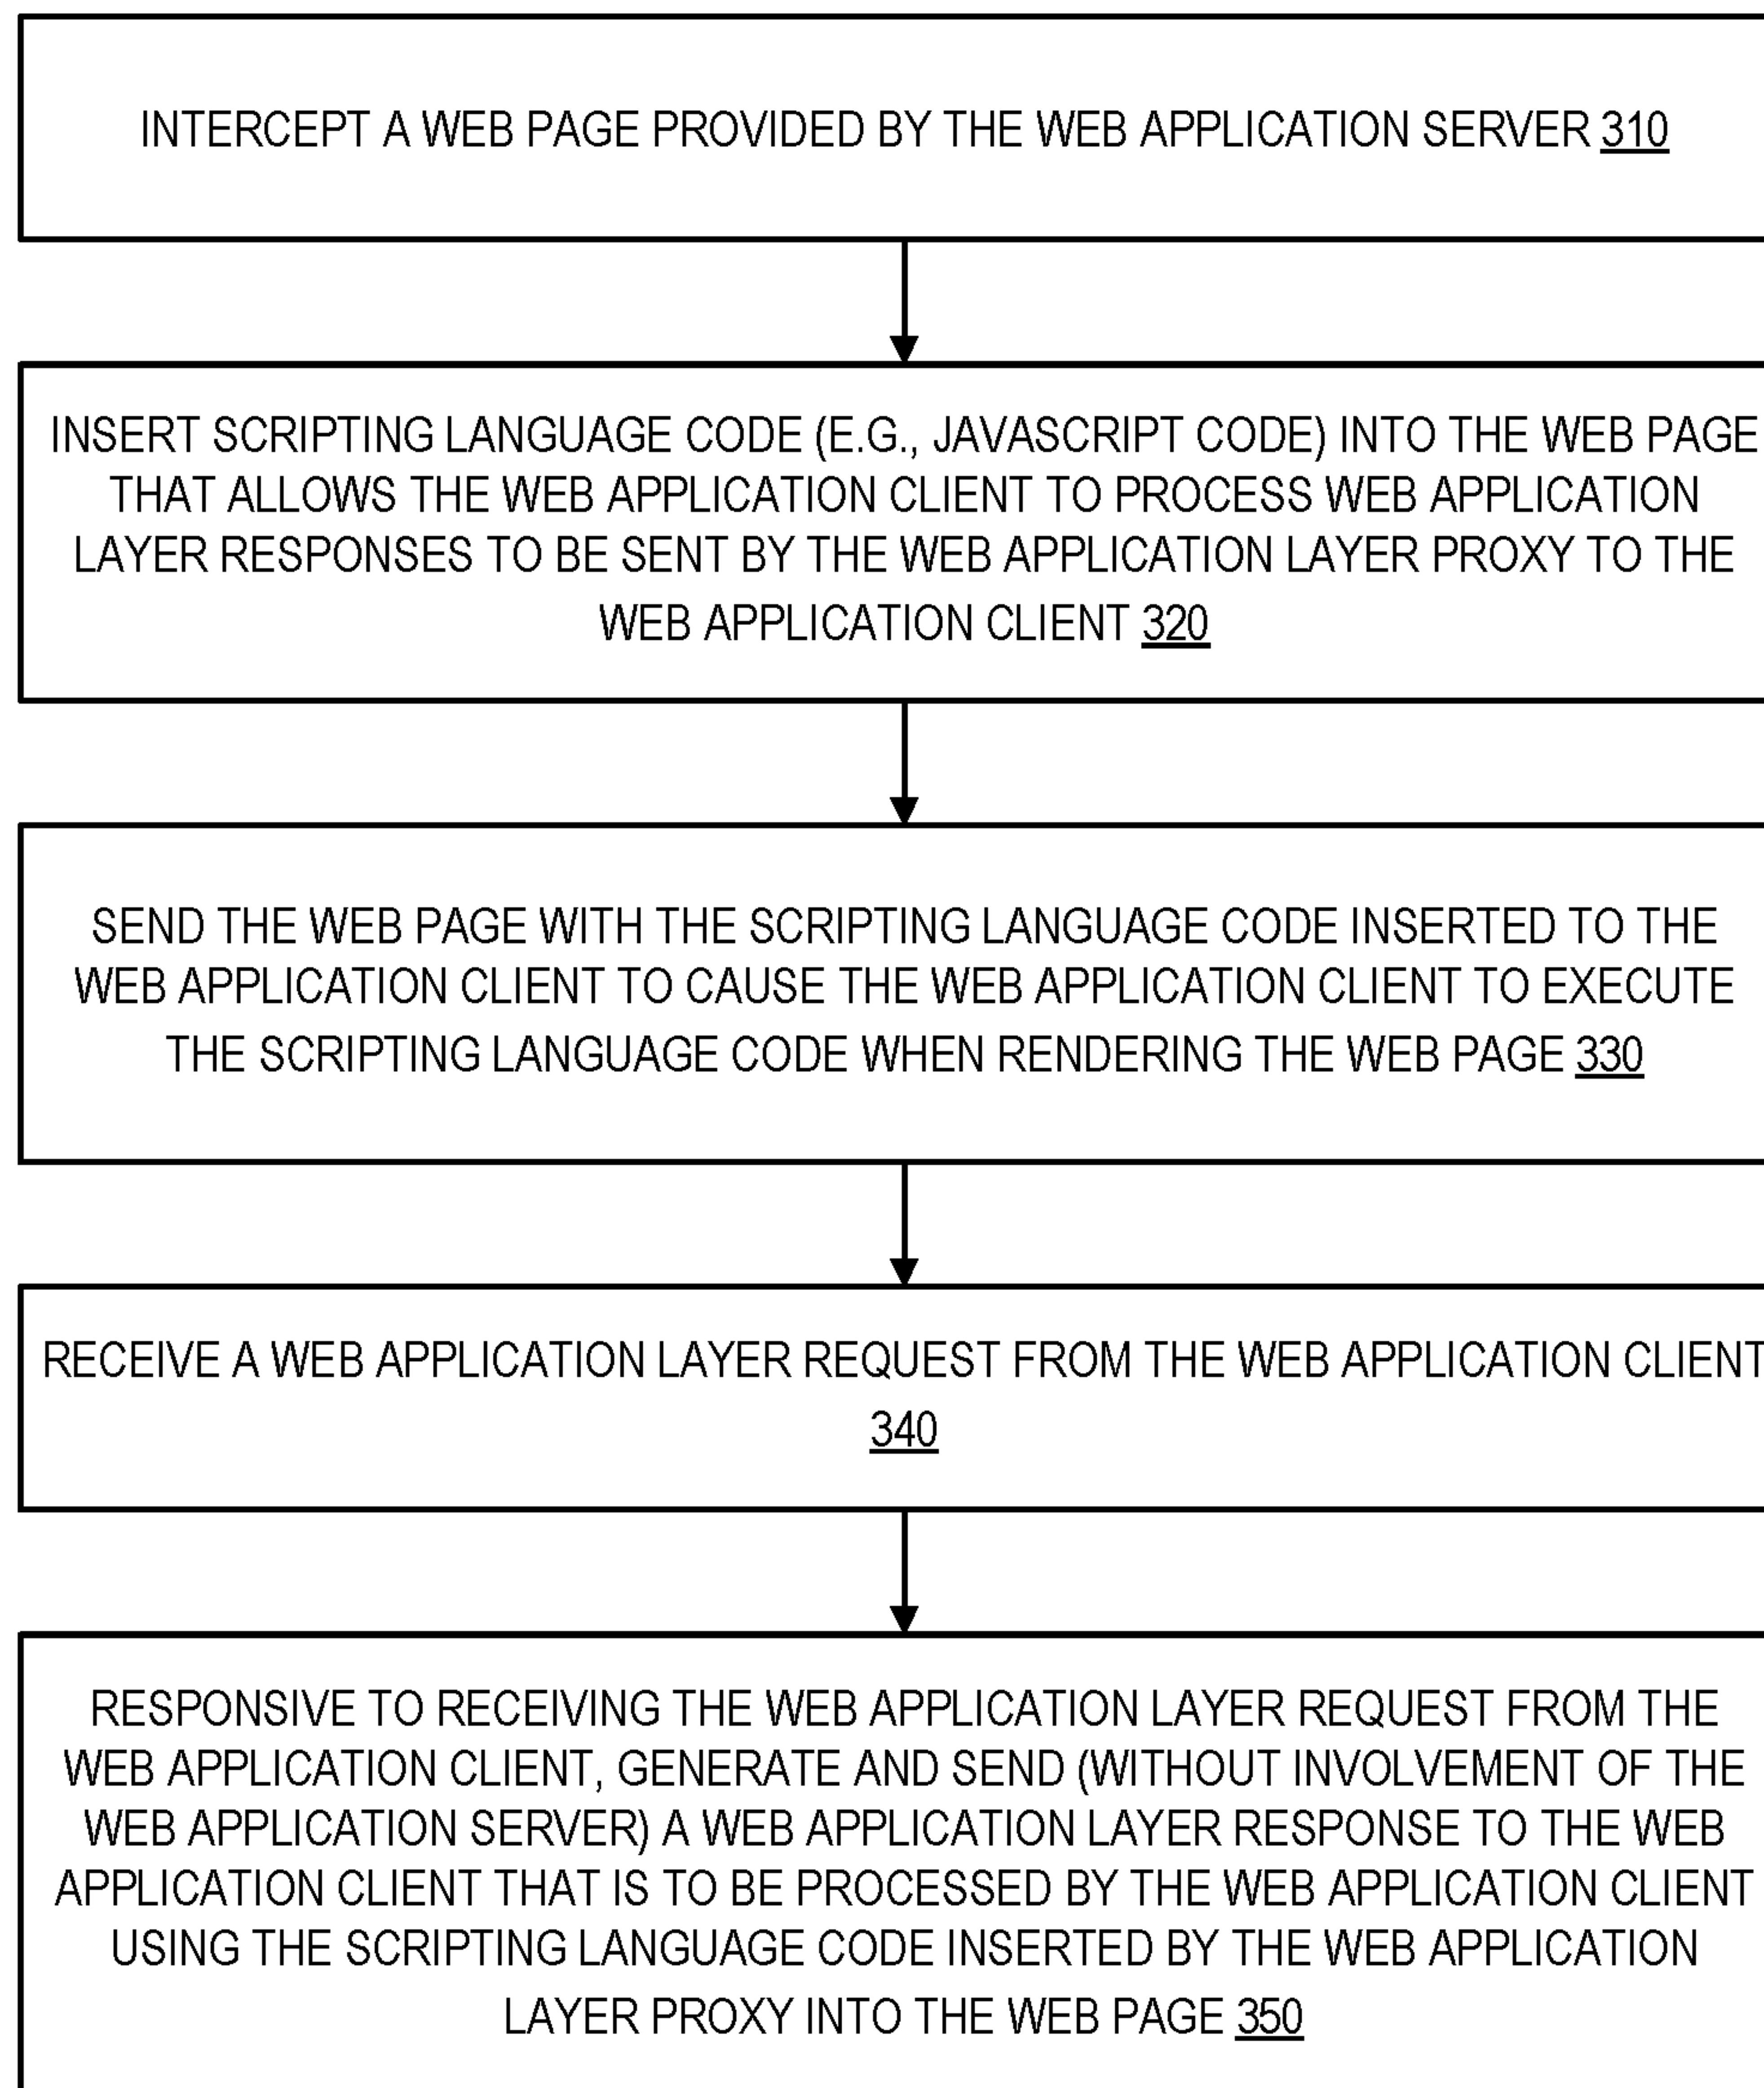 INTERCEPT A WEB PAGE PROVIDED BY THE WEB APPLICATION SERVER 310
INSERT SCRIPTING LANGUAGE CODE (E.G., JAVASCRIPT CODE) INTO THE WEB PAGE
THAT ALLOWS THE WEB APPLICATION CLIENT TO PROCESS WEB APPLICATION
LAYER RESPONSES TO BE SENT BY THE WEB APPLICATION LAYER PROXY TO THE
WEB APPLICATION CLIENT 320
SEND THE WEB PAGE WITH THE SCRIPTING LANGUAGE CODE INSERTED TO THE
WEB APPLICATION CLIENT TO CAUSE THE WEB APPLICATION CLIENT TO EXECUTE
THE SCRIPTING LANGUAGE CODE WHEN RENDERING THE WEB PAGE 330
RECEIVE A WEB APPLICATION LAYER REQUEST FROM THE WEB APPLICATION CLIENT
340
RESPONSIVE TO RECEIVING THE WEB APPLICATION LAYER REQUEST FROM THE
WEB APPLICATION CLIENT, GENERATE AND SEND (WITHOUT INVOLVEMENT OF THE
WEB APPLICATION SERVER) A WEB APPLICATION LAYER RESPONSE TO THE WEB
APPLICATION CLIENT THAT IS TO BE PROCESSED BY THE WEB APPLICATION CLIENT
USING THE SCRIPTING LANGUAGE CODE INSERTED BY THE WEB APPLICATION
LAYER PROXY INTO THE WEB PAGE 350